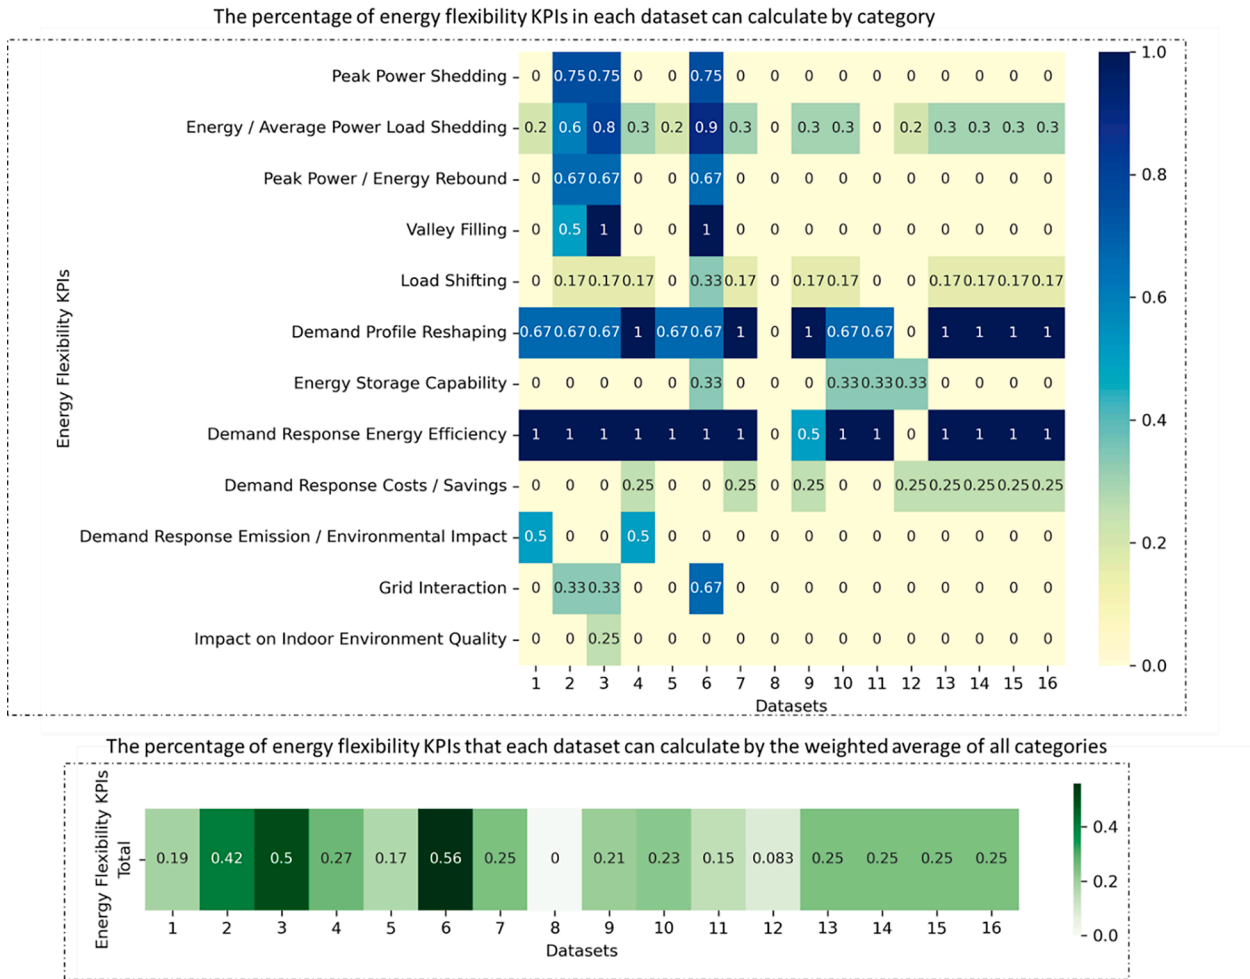 The percentage of energy flexibility KPIs in each dataset can calculate by category
Energy Flexibility KPIs
Peak Power Shedding 0 0.75 0.75 0 0 0.75 0 0 0 0 0 0 0 0 0 0
Energy / Average Power Load Shedding 0.2 0.6 0.8 0.3 0.2 0.9 0.3 0 0.3 0.3 0 0.2 0.3 0.3 0.3 0.3
Peak Power / Energy Rebound 0 0.67 0.67 0 0 0.67 0 0 0 0 0 0 0 0 0 0
Valley Filling 0 0.5 1 0 0 1 0 0 0 0 0 0 0 0 0 0
Load Shifting 0 0.17 0.17 0.17 0 0.33 0.17 0 0.17 0.17 0 0 0.17 0.17 0.17 0.17
Demand Profile Reshaping 0.67 0.67 0.67 1 0.67 0.67 1 0 1 0.67 0.67 0 1 1 1 1
Energy Storage Capability 0 0 0 0 0 0.33 0 0 0 0.33 0.33 0.33 0 0 0 0
Demand Response Energy Efficiency 1 1 1 1 1 1 1 0 0.5 1 1 0 1 1 1 1
Demand Response Costs / Savings 0 0 0 0.25 0 0 0.25 0 0.25 0 0 0.25 0.25 0.25 0.25 0.25
Demand Response Emission / Environmental Impact 0.5 0 0 0.5 0 0 0 0 0 0 0 0 0 0 0 0
Grid Interaction 0 0.33 0.33 0 0 0.67 0 0 0 0 0 0 0 0 0 0
Impact on Indoor Environment Quality 0 0 0.25 0 0 0 0 0 0 0 0 0 0 0 0 0
1 2 3 4 5 6 7 8 9 10 11 12 13 14 15 16
Datasets
1.0
0.8
0.6
0.4
0.2
0.0
The percentage of energy flexibility KPIs that each dataset can calculate by the weighted average of all categories
Energy Flexibility KPIs
Total
0.19 0.42 0.5 0.27 0.17 0.56 0.25 0 0.21 0.23 0.15 0.083 0.25 0.25 0.25 0.25
1 2 3 4 5 6 7 8 9 10 11 12 13 14 15 16
Datasets
0.4
0.2
0.0